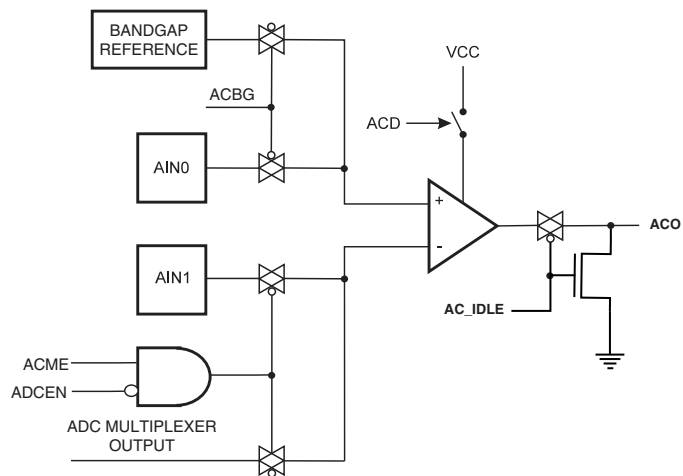 BANDGAP
REFERENCE
VCC
ACBG
ACD
AIN0
+
-
ACO
AIN1
AC_IDLE
ACME
ADCEN
ADC MULTIPLEXER
OUTPUT